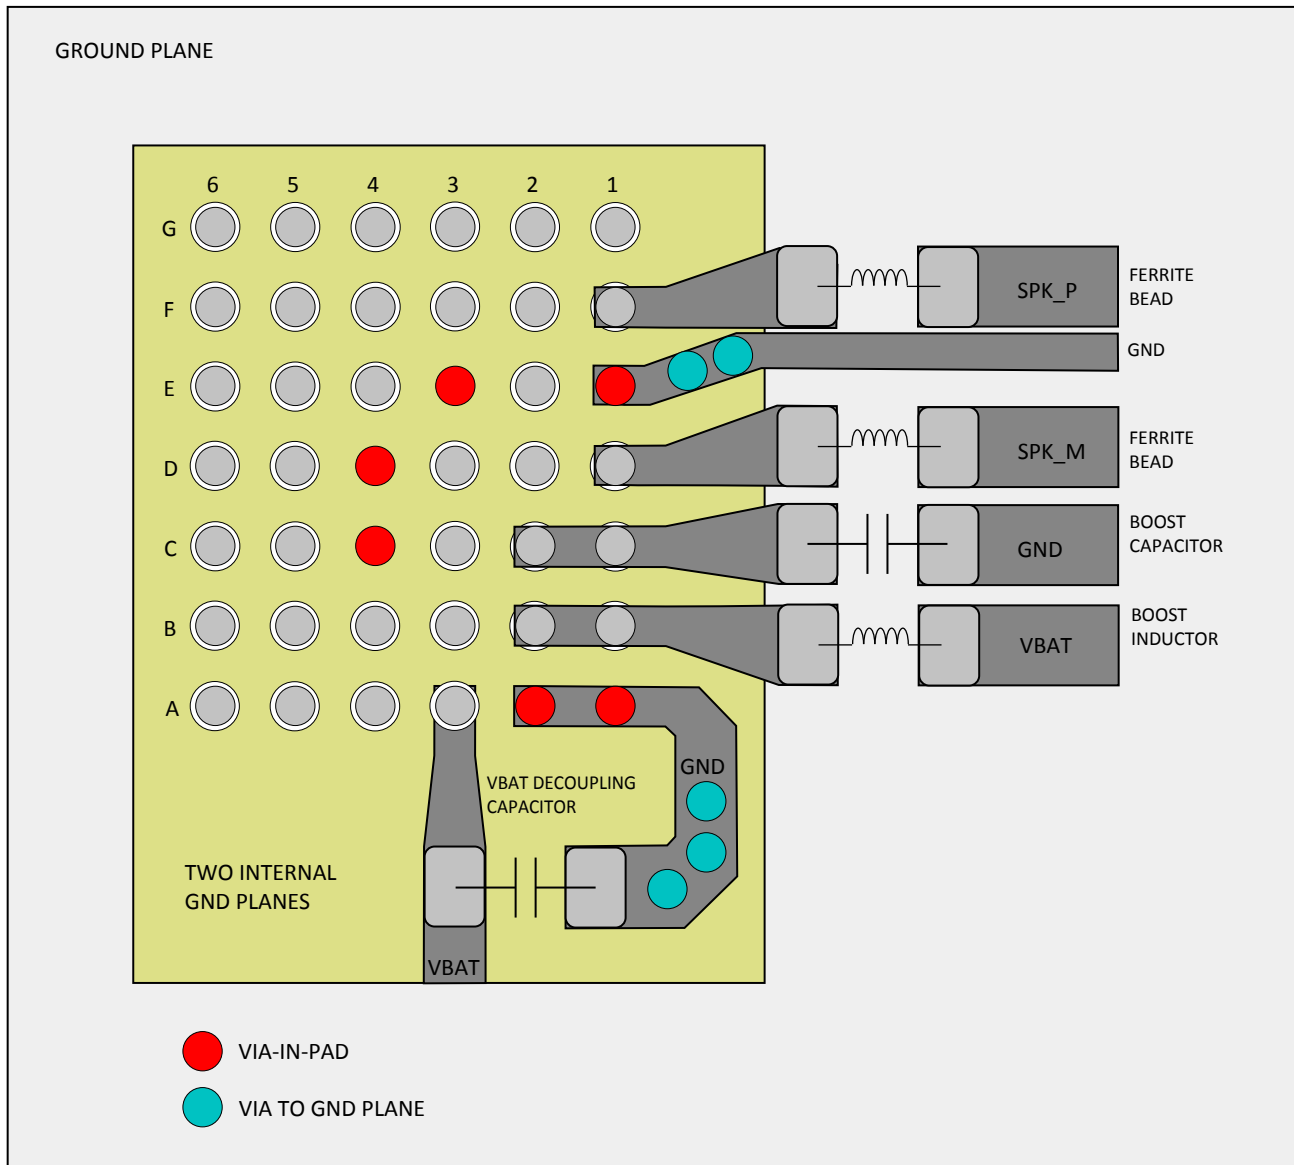 GROUND PLANE
6 5 4 3 2 1
G
F
E
D
C
B
A
SPK_P
FERRITE
BEAD
GND
SPK_M
FERRITE
BEAD
GND
BOOST
CAPACITOR
VBAT
BOOST
INDUCTOR
GND
VBAT DECOUPLING
CAPACITOR
TWO INTERNAL
GND PLANES
VBAT
VIA-IN-PAD
VIA TO GND PLANE